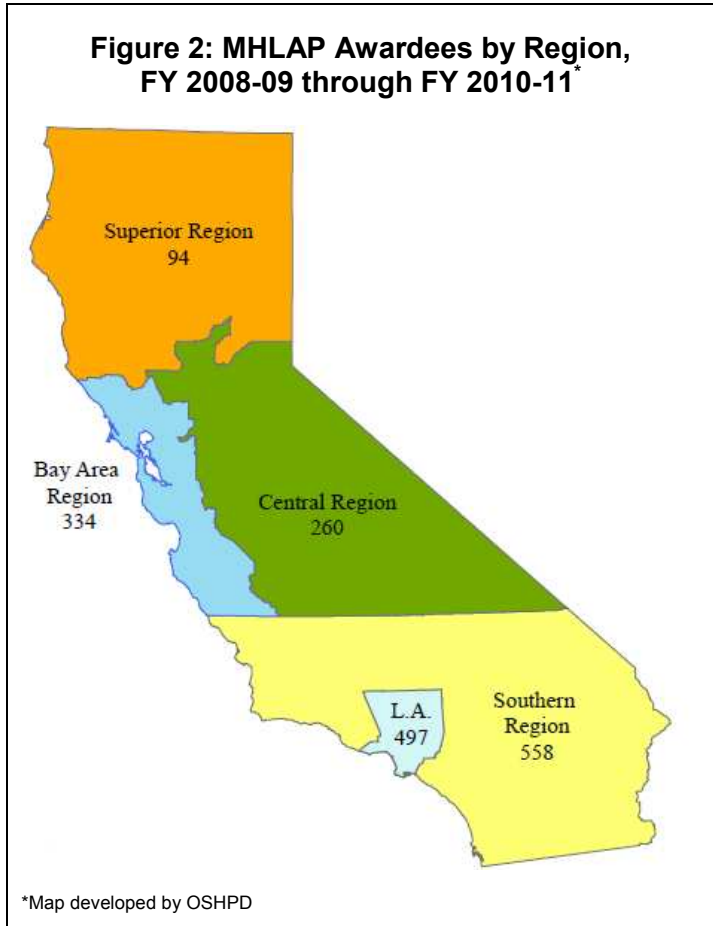 Figure 2: MHLAP Awardees by Region,
FY 2008-09 through FY 2010-11*
Superior Region
94
Bay Area
Region
334
Central Region
260
L.A.
497
Southern
Region
558
*Map developed by OSHPD